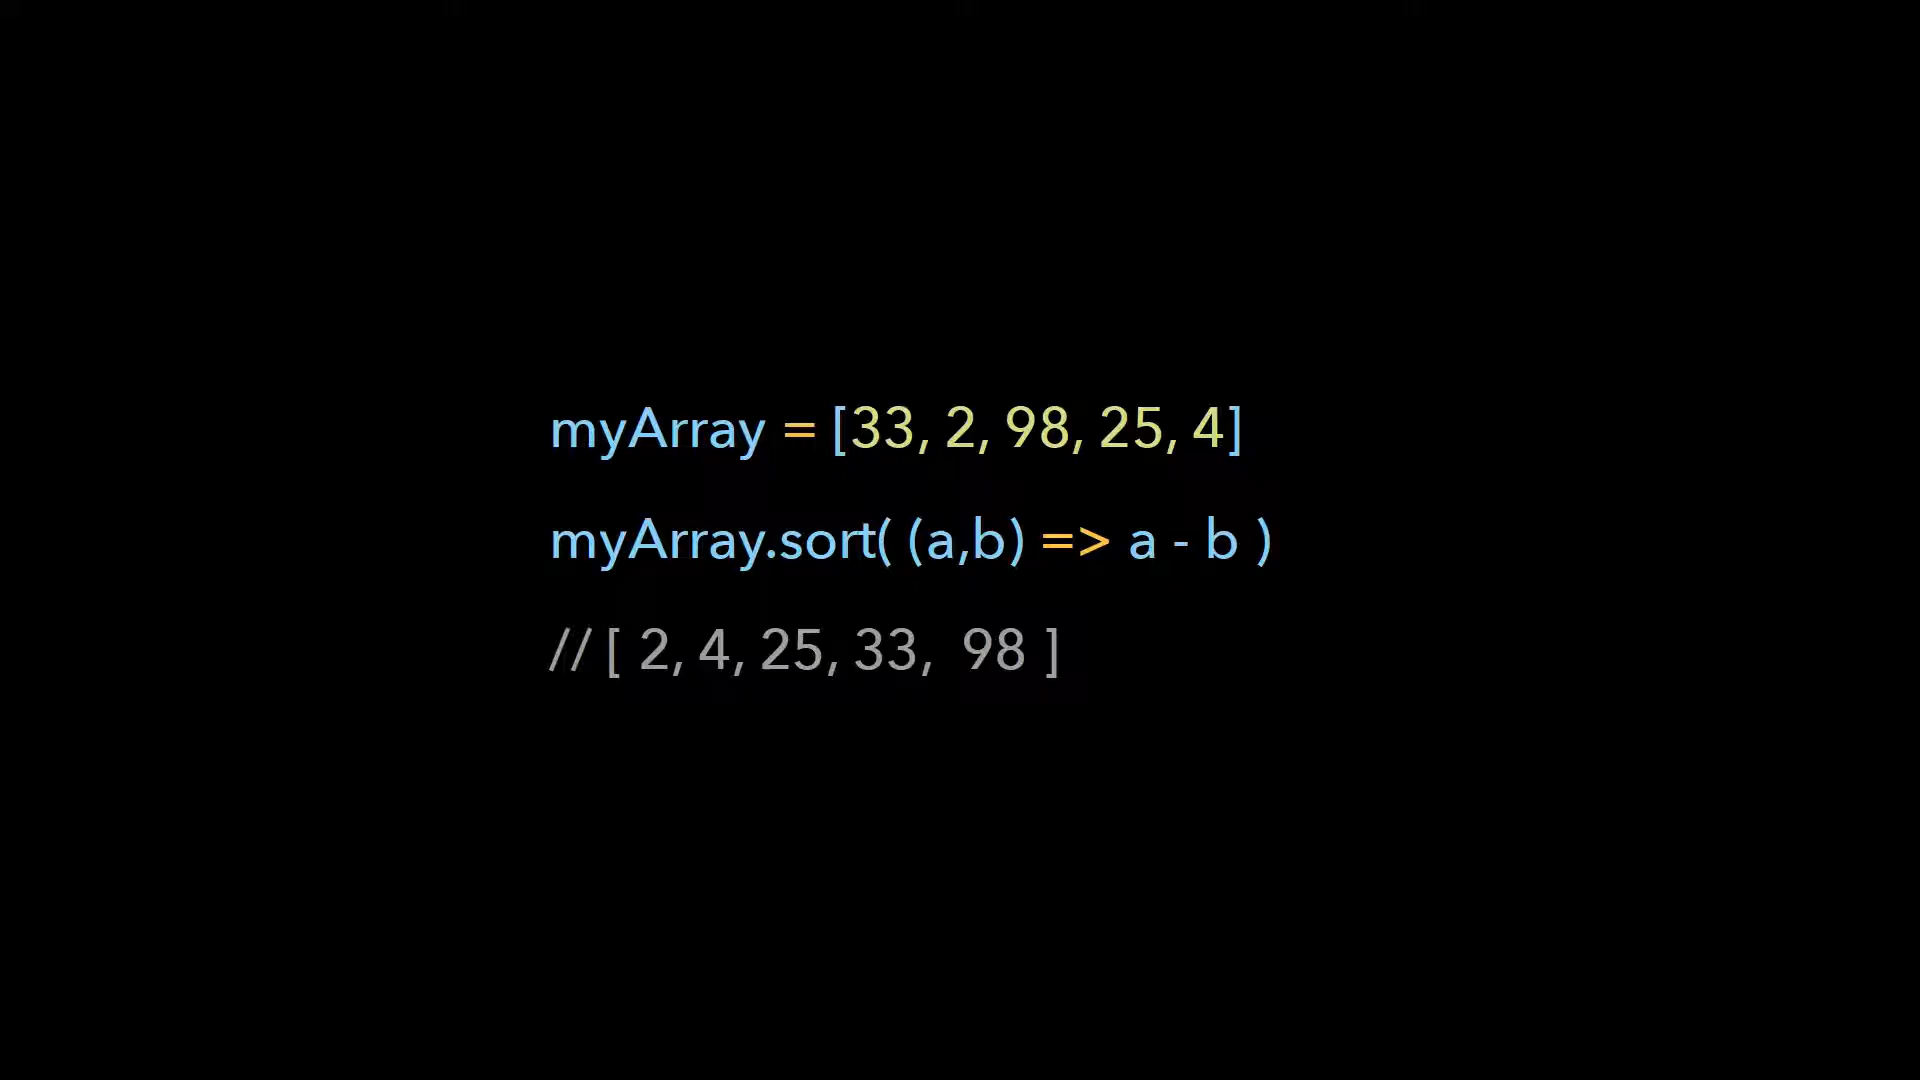 myArray = [33, 2, 98, 25, 4]
myArray.sort( (a,b) => a - b )
// [ 2, 4, 25, 33,  98 ]